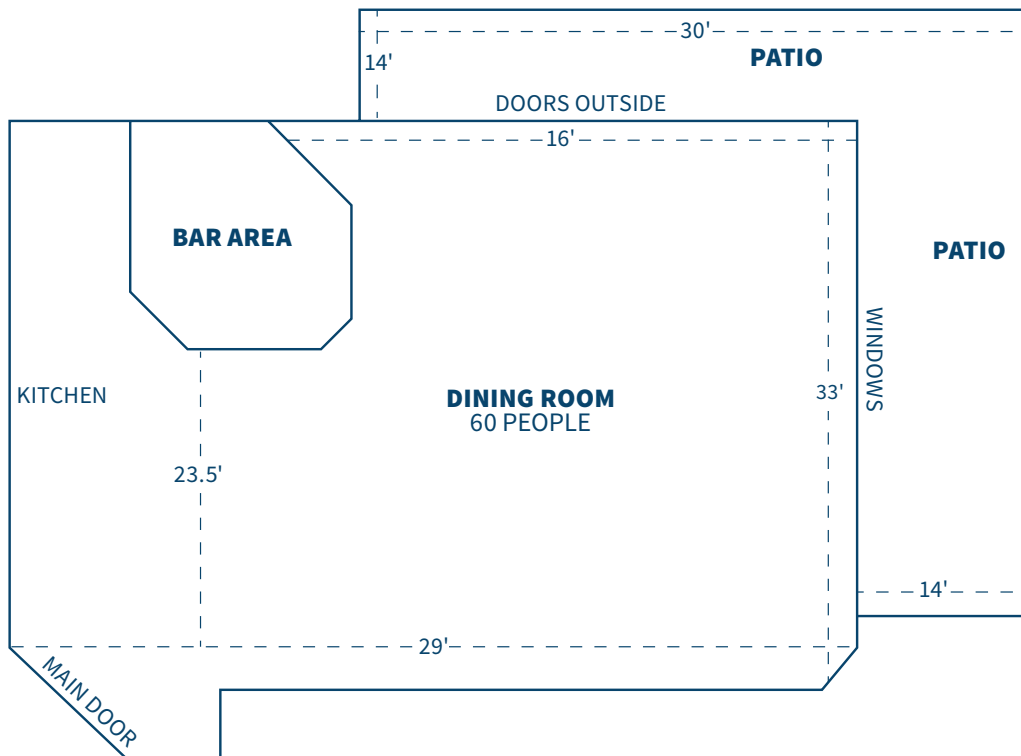 30'
PATIO
14'
DOORS OUTSIDE
16'
BAR AREA
PATIO
WINDOWS
KITCHEN
DINING ROOM
60 PEOPLE
33'
23.5'
14'
29'
MAIN DOOR